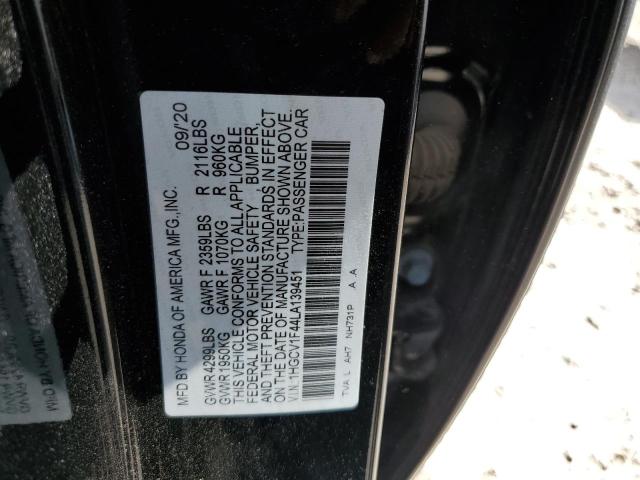 MFD BY HONDA OF AMERICA MFG., INC. 09/'20
GVWR 4299LBS GAWR F 2359LBS R 2116LBS
GVWR 1950KG GAWR F 1070KG R 960KG
THIS VEHICLE CONFORMS TO ALL APPLICABLE
FEDERAL MOTOR VEHICLE SAFETY, BUMPER,
AND THEFT PREVENTION STANDARDS IN EFFECT
ON THE DATE OF MANUFACTURE SHOWN ABOVE.
V.I.N. 1HGCV1F44LA139451 TYPE:PASSENGER CAR
TVA L AH7 NH731P A .A